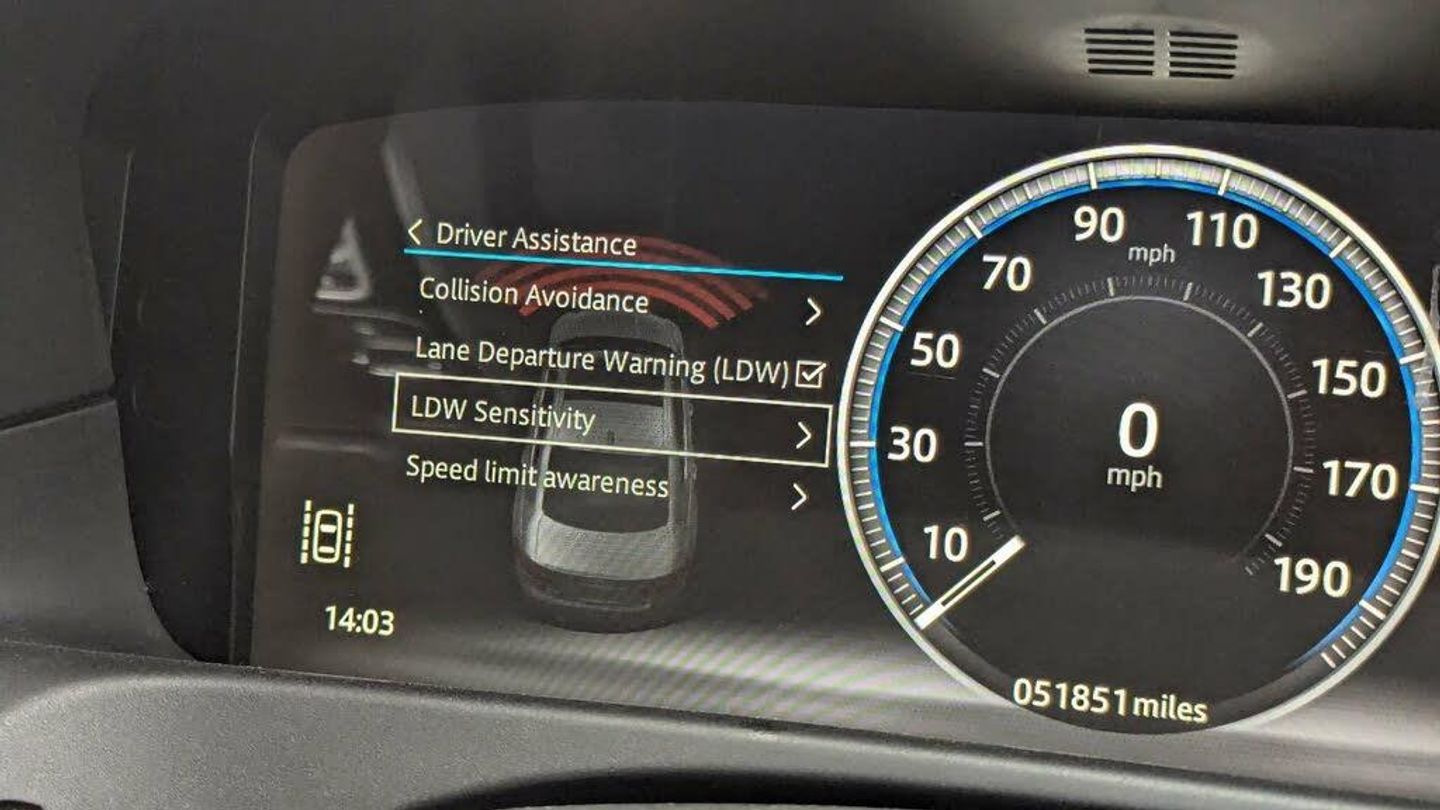 Driver Assistance
Collision Avoidance
Lane Departure Warning (LDW)
LDW Sensitivity
Speed limit awareness
14:03
10
30
50
70
90
110
130
150
170
190
mph
0
mph
051851 miles